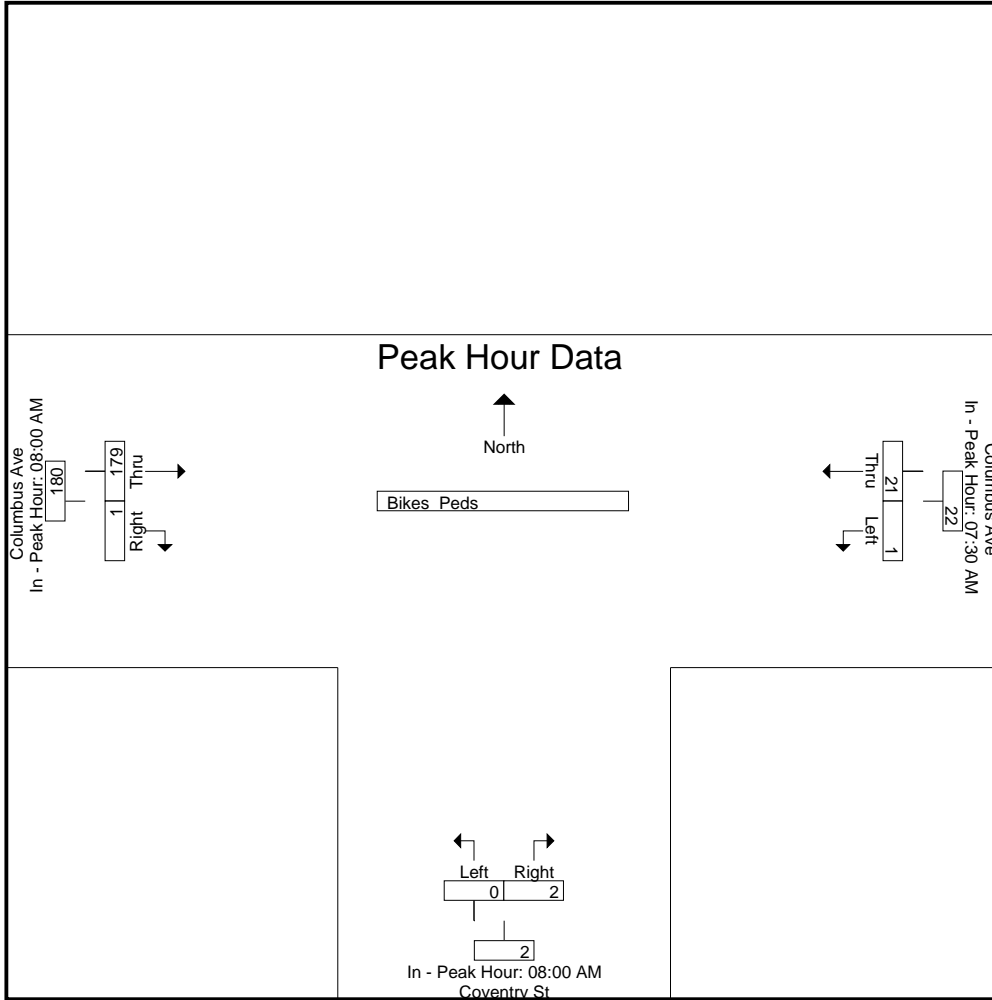 Peak Hour Data
North
Bikes Peds
Columbus Ave
In - Peak Hour: 08:00 AM
180
179
1
Thru
Right
Columbus Ave
In - Peak Hour: 07:30 AM
22
21
1
Thru
Left
Left Right
0 2
2
In - Peak Hour: 08:00 AM
Coventry St